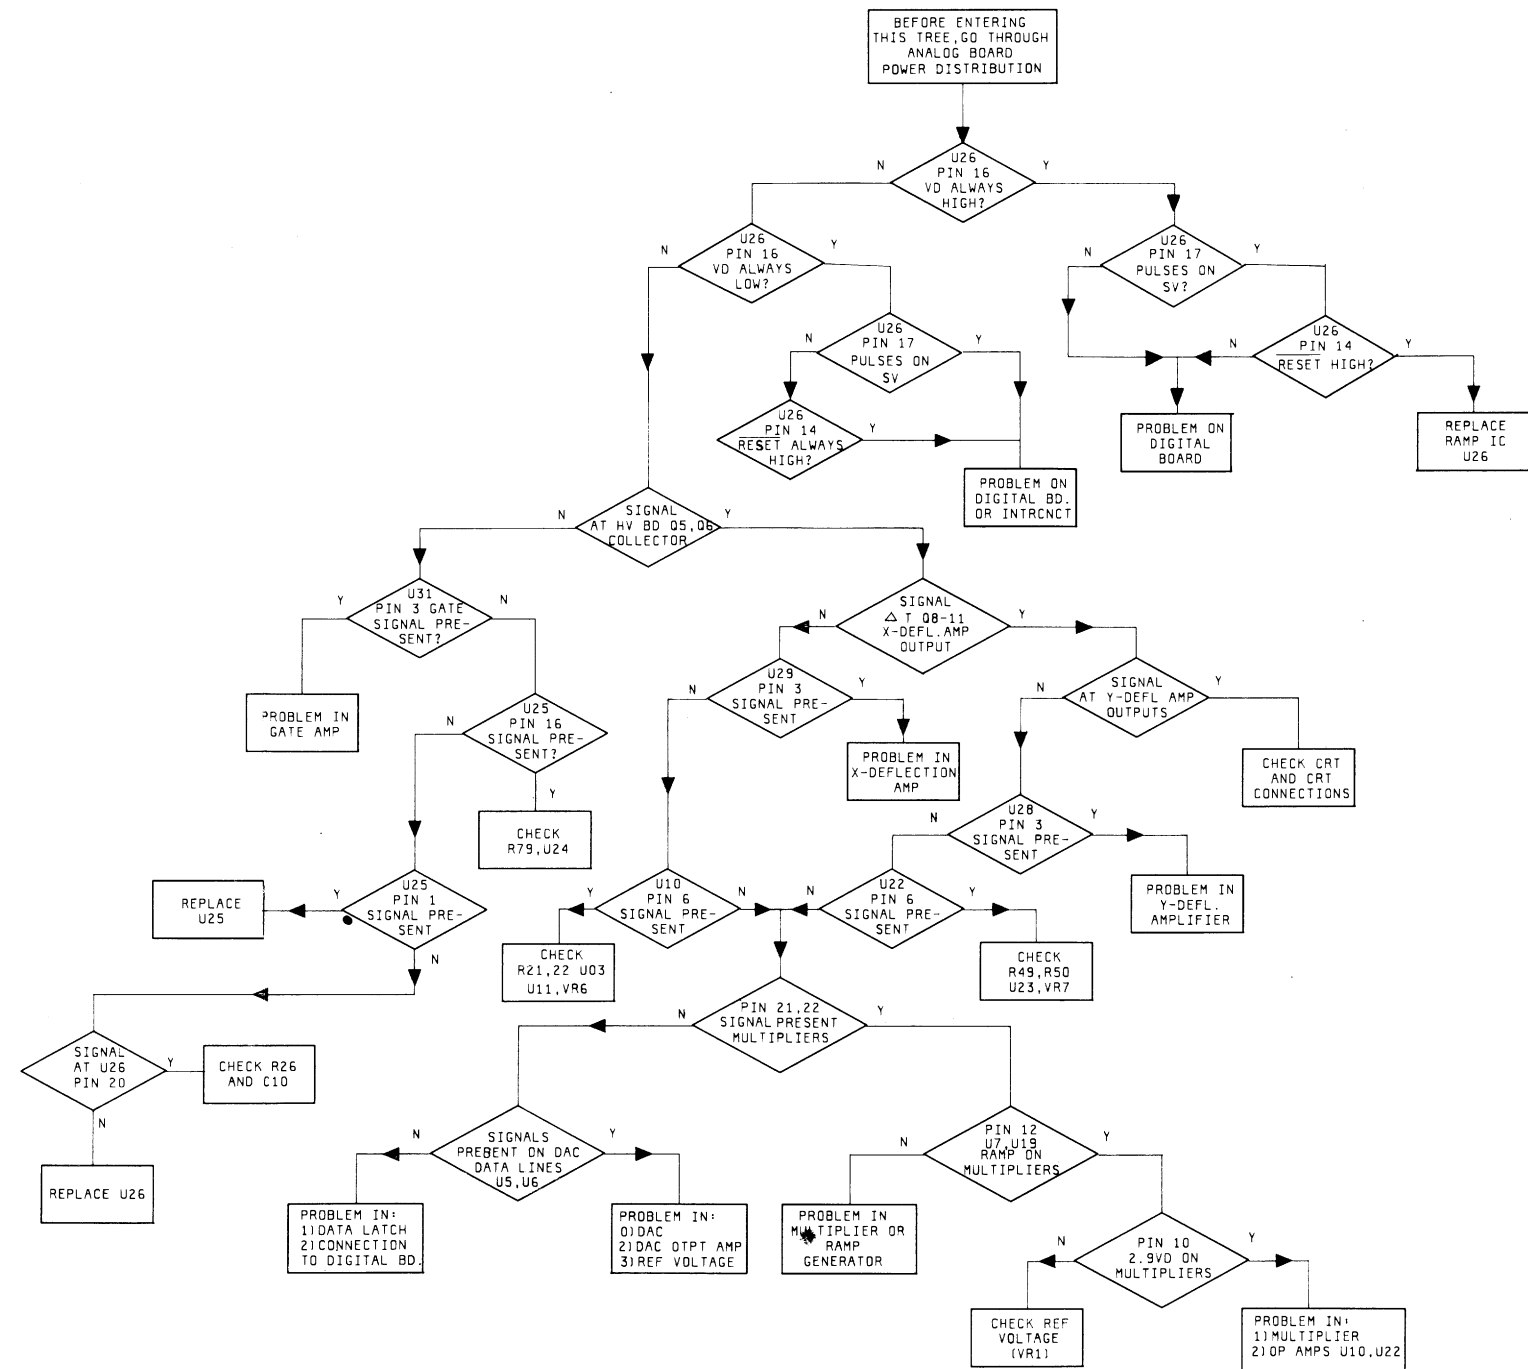 BEFORE ENTERING
THIS TREE,GO THROUGH
ANALOG BOARD
POWER DISTRIBUTION
N
U26
PIN 16
VD ALWAYS
HIGH?
Y
N
U26
PIN 16
VD ALWAYS
LOW?
Y
N
U26
PIN 17
PULSES ON
SV?
Y
N
U26
PIN 17
PULSES ON
SV
Y
N
U26
PIN 14
RESET HIGH?
Y
U26
PIN 14
RESET ALWAYS
HIGH?
Y
PROBLEM ON
DIGITAL
BOARD
REPLACE
RAMP IC
U26
PROBLEM ON
DIGITAL BD.
OR INTRCNCT
N
SIGNAL
AT HV BD Q5,Q6
COLLECTOR
Y
Y
U31
PIN 3 GATE
SIGNAL PRE-
SENT?
N
N
SIGNAL
△ T Q8-11
X-DEFL.AMP
OUTPUT
Y
PROBLEM IN
GATE AMP
N
U25
PIN 16
SIGNAL PRE-
SENT?
Y
N
U29
PIN 3
SIGNAL PRE-
SENT
Y
N
SIGNAL
AT Y-DEFL AMP
OUTPUTS
Y
PROBLEM IN
X-DEFLECTION
AMP
CHECK CRT
AND CRT
CONNECTIONS
CHECK
R79,U24
N
U28
PIN 3
SIGNAL PRE-
SENT
Y
REPLACE
U25
Y
U25
PIN 1
SIGNAL PRE-
SENT
N
Y
U10
PIN 6
SIGNAL PRE-
SENT
N
N
U22
PIN 6
SIGNAL PRE-
SENT
Y
PROBLEM IN
Y-DEFL.
AMPLIFIER
CHECK
R21,22 U03
U11,VR6
CHECK
R49,R50
U23,VR7
N
PIN 21,22
SIGNAL PRESENT
MULTIPLIERS
Y
SIGNAL
AT U26
PIN 20
Y
N
CHECK R26
AND C10
REPLACE U26
N
SIGNALS
PREBENT ON DAC
DATA LINES
U5,U6
Y
N
PIN 12
U7,U19
RAMP ON
MULTIPLIERS
Y
PROBLEM IN:
1)DATA LATCH
2)CONNECTION
TO DIGITAL BD.
PROBLEM IN:
0)DAC
2)DAC OTPT AMP
3)REF VOLTAGE
PROBLEM IN
MULTIPLIER OR
RAMP
GENERATOR
N
PIN 10
2.9VD ON
MULTIPLIERS
Y
CHECK REF
VOLTAGE
(VR1)
PROBLEM IN:
1)MULTIPLIER
2)OP AMPS U10,U22